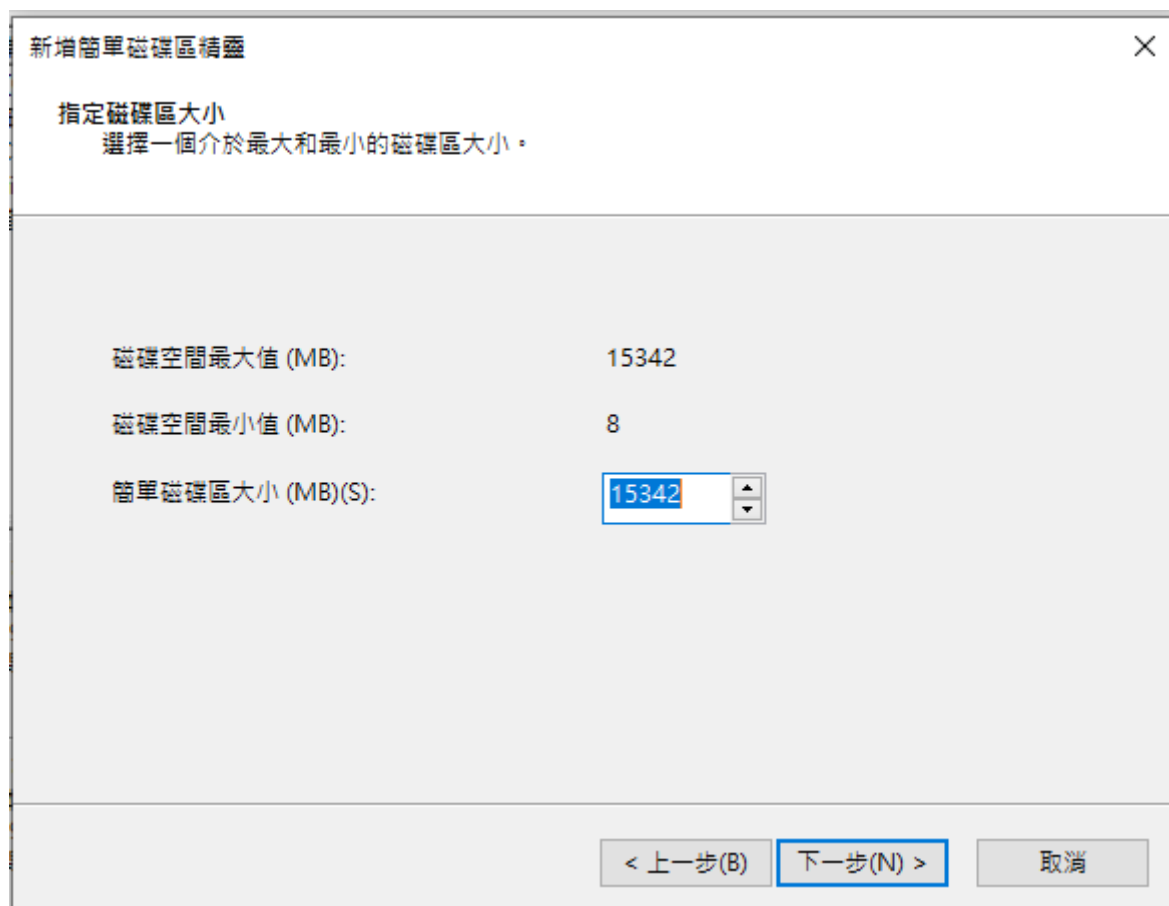 新增簡單磁碟區精靈
指定磁碟區大小
選擇一個介於最大和最小的磁碟區大小。
磁碟空間最大值 (MB): 15342
磁碟空間最小值 (MB): 8
簡單磁碟區大小 (MB)(S): 15342
< 上一步(B) 下一步(N) > 取消